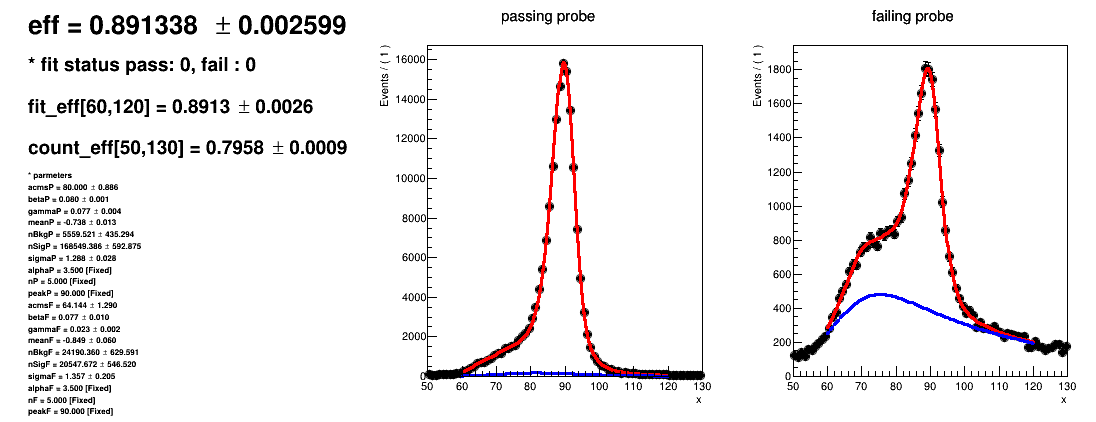 eff = 0.891338 ± 0.002599
* fit status pass: 0, fail : 0
fit_eff[60,120] = 0.8913 ± 0.0026
count_eff[50,130] = 0.7958 ± 0.0009
* parmeters
acmsP = 80.000 ± 0.886
betaP = 0.080 ± 0.001
gammaP = 0.077 ± 0.004
meanP = -0.738 ± 0.013
nBkgP = 5559.521 ± 435.294
nSigP = 168549.386 ± 592.875
sigmaP = 1.288 ± 0.028
alphaP = 3.500 [Fixed]
nP = 5.000 [Fixed]
peakP = 90.000 [Fixed]
acmsF = 64.144 ± 1.290
betaF = 0.077 ± 0.010
gammaF = 0.023 ± 0.002
meanF = -0.849 ± 0.060
nBkgF = 24190.360 ± 629.591
nSigF = 20547.672 ± 546.520
sigmaF = 1.357 ± 0.205
alphaF = 3.500 [Fixed]
nF = 5.000 [Fixed]
peakF = 90.000 [Fixed]
passing probe
Events / ( 1 )
16000
14000
12000
10000
8000
6000
4000
2000
0
50 60 70 80 90 100 110 120 130
x
failing probe
Events / ( 1 )
1800
1600
1400
1200
1000
800
600
400
200
0
50 60 70 80 90 100 110 120 130
x